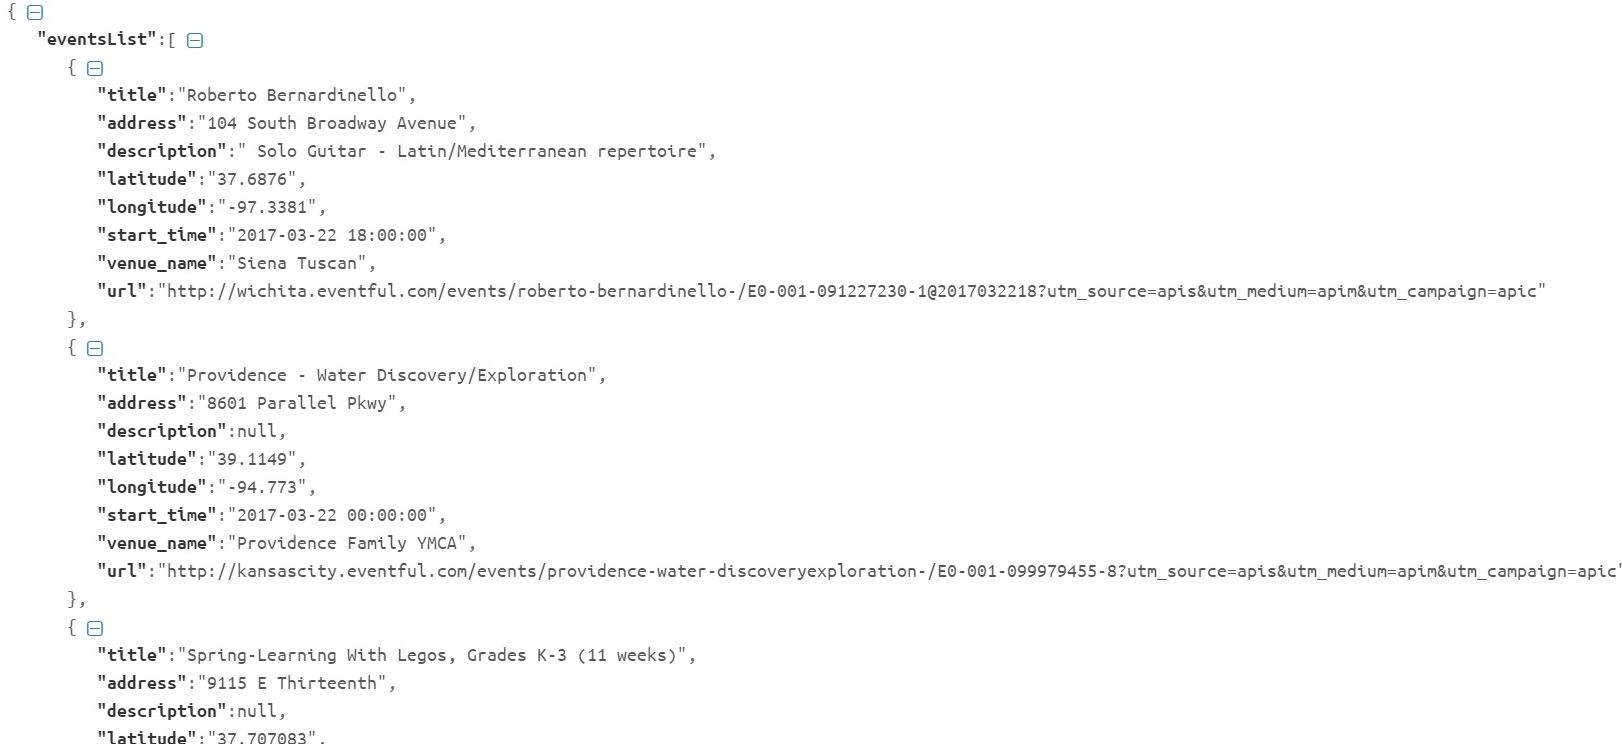 {
"eventsList":[
{
"title":"Roberto Bernardinello",
"address":"104 South Broadway Avenue",
"description":" Solo Guitar - Latin/Mediterranean repertoire",
"latitude":"37.6876",
"longitude":"-97.3381",
"start_time":"2017-03-22 18:00:00",
"venue_name":"Siena Tuscan",
"url":"http://wichita.eventful.com/events/roberto-bernardinello-/E0-001-091227230-1@2017032218?utm_source=apis&utm_medium=apim&utm_campaign=apic"
},
{
"title":"Providence - Water Discovery/Exploration",
"address":"8601 Parallel Pkwy",
"description":null,
"latitude":"39.1149",
"longitude":"-94.773",
"start_time":"2017-03-22 00:00:00",
"venue_name":"Providence Family YMCA",
"url":"http://kansascity.eventful.com/events/providence-water-discoveryexploration-/E0-001-099979455-8?utm_source=apis&utm_medium=apim&utm_campaign=apic"
},
{
"title":"Spring-Learning With Legos, Grades K-3 (11 weeks)",
"address":"9115 E Thirteenth",
"description":null,
"latitude":"37.707083",